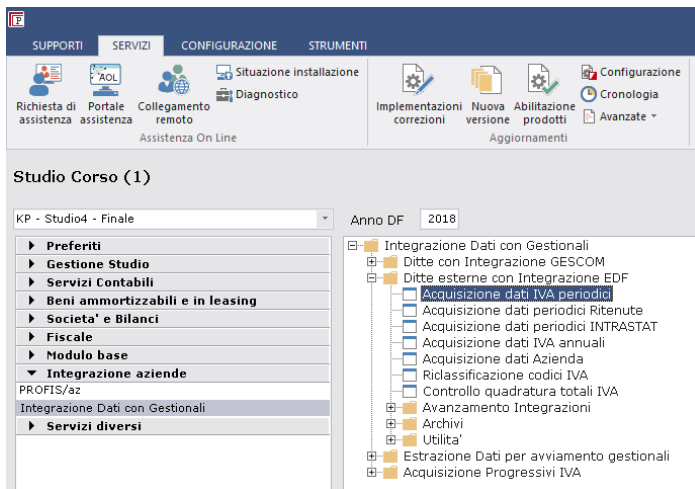 P
SUPPORTI SERVIZI CONFIGURAZIONE STRUMENTI
Richiesta di assistenza
AOL
Portale assistenza
Collegamento remoto
Situazione installazione
Diagnostico
Assistenza On Line
Implementazioni correzioni
Nuova versione
Abilitazione prodotti
Configurazione
Cronologia
Avanzate
Aggiornamenti
Studio Corso (1)
KP - Studio4 - Finale
Anno DF 2018
Preferiti
Gestione Studio
Servizi Contabili
Beni ammortizzabili e in leasing
Societa' e Bilanci
Fiscale
Modulo base
Integrazione aziende
PROFIS/az
Integrazione Dati con Gestionali
Servizi diversi
Integrazione Dati con Gestionali
Ditte con Integrazione GESCOM
Ditte esterne con Integrazione EDF
Acquisizione dati IVA periodici
Acquisizione dati periodici Ritenute
Acquisizione dati periodici INTRASTAT
Acquisizione dati IVA annuali
Acquisizione dati Azienda
Riclassificazione codici IVA
Controllo quadratura totali IVA
Avanzamento Integrazioni
Archivi
Utilita'
Estrazione Dati per avviamento gestionali
Acquisizione Progressivi IVA